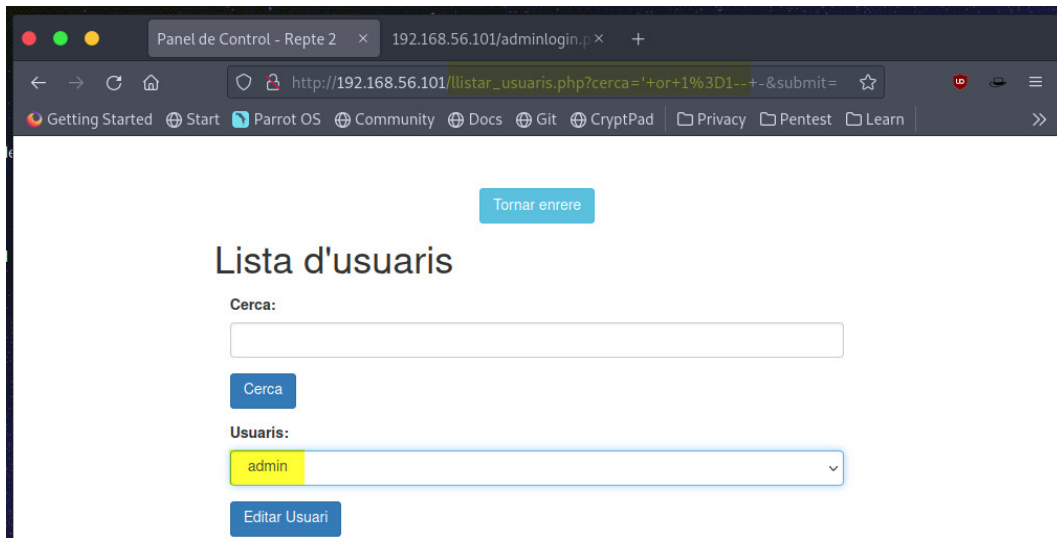 Panel de Control - Repte 2 × 192.168.56.101/adminlogin.p × +
http://192.168.56.101/llistar_usuaris.php?cerca='+or+1%3D1--+-&submit=
Getting Started Start Parrot OS Community Docs Git CryptPad Privacy Pentest Learn »
Tornar enrere
Lista d'usuaris
Cerca:
Cerca
Usuaris:
admin
Editar Usuari